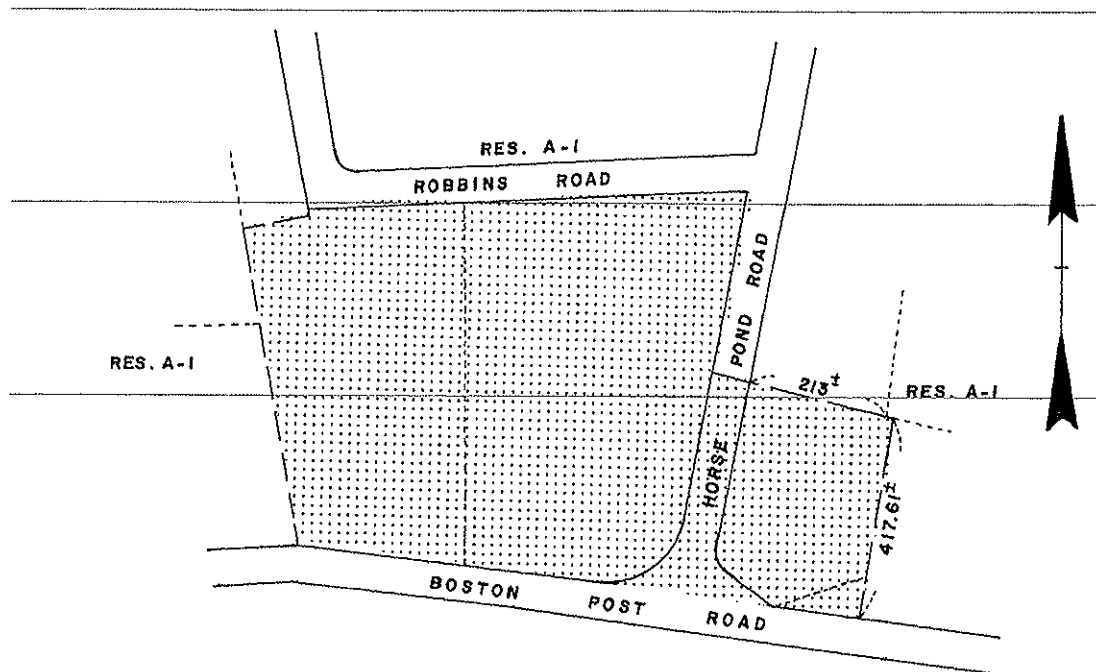 RES. A-1
ROBBINS ROAD
HORSE POND ROAD
RES. A-1
213±
RES. A-1
417.61±
BOSTON POST ROAD